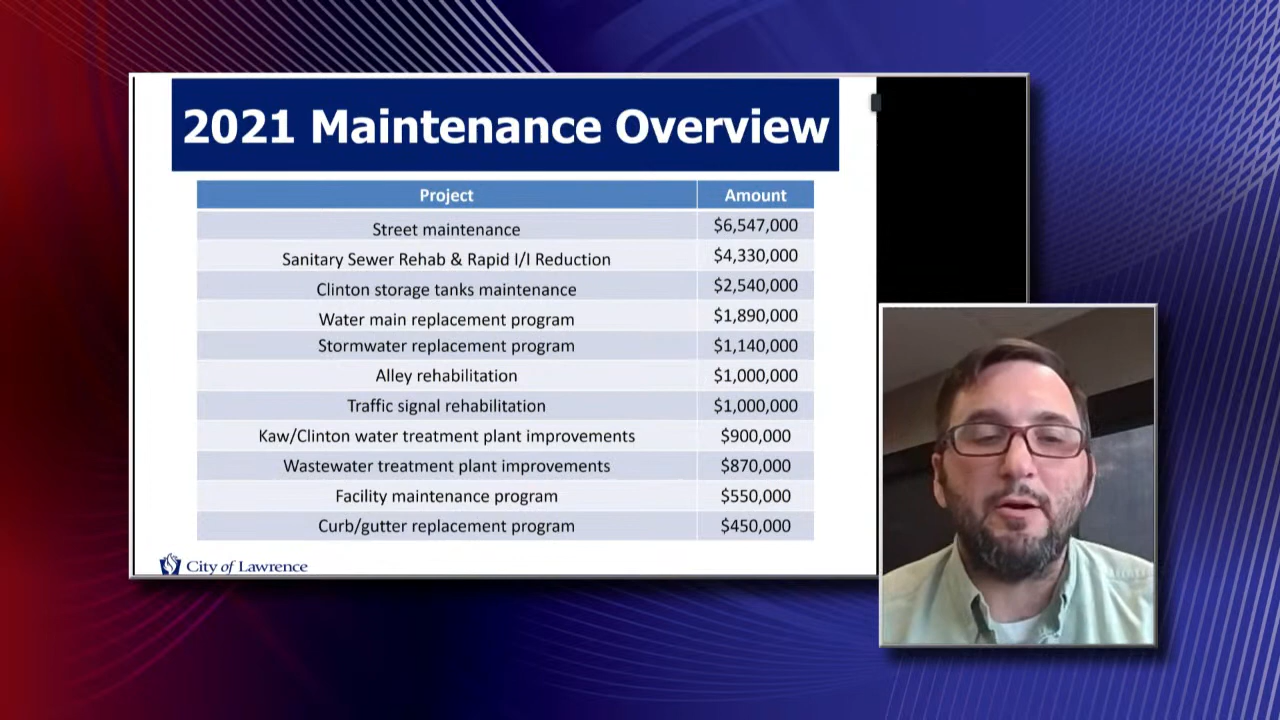 2021 Maintenance Overview
Project Amount
Street maintenance $6,547,000
Sanitary Sewer Rehab & Rapid I/I Reduction $4,330,000
Clinton storage tanks maintenance $2,540,000
Water main replacement program $1,890,000
Stormwater replacement program $1,140,000
Alley rehabilitation $1,000,000
Traffic signal rehabilitation $1,000,000
Kaw/Clinton water treatment plant improvements $900,000
Wastewater treatment plant improvements $870,000
Facility maintenance program $550,000
Curb/gutter replacement program $450,000
City of Lawrence